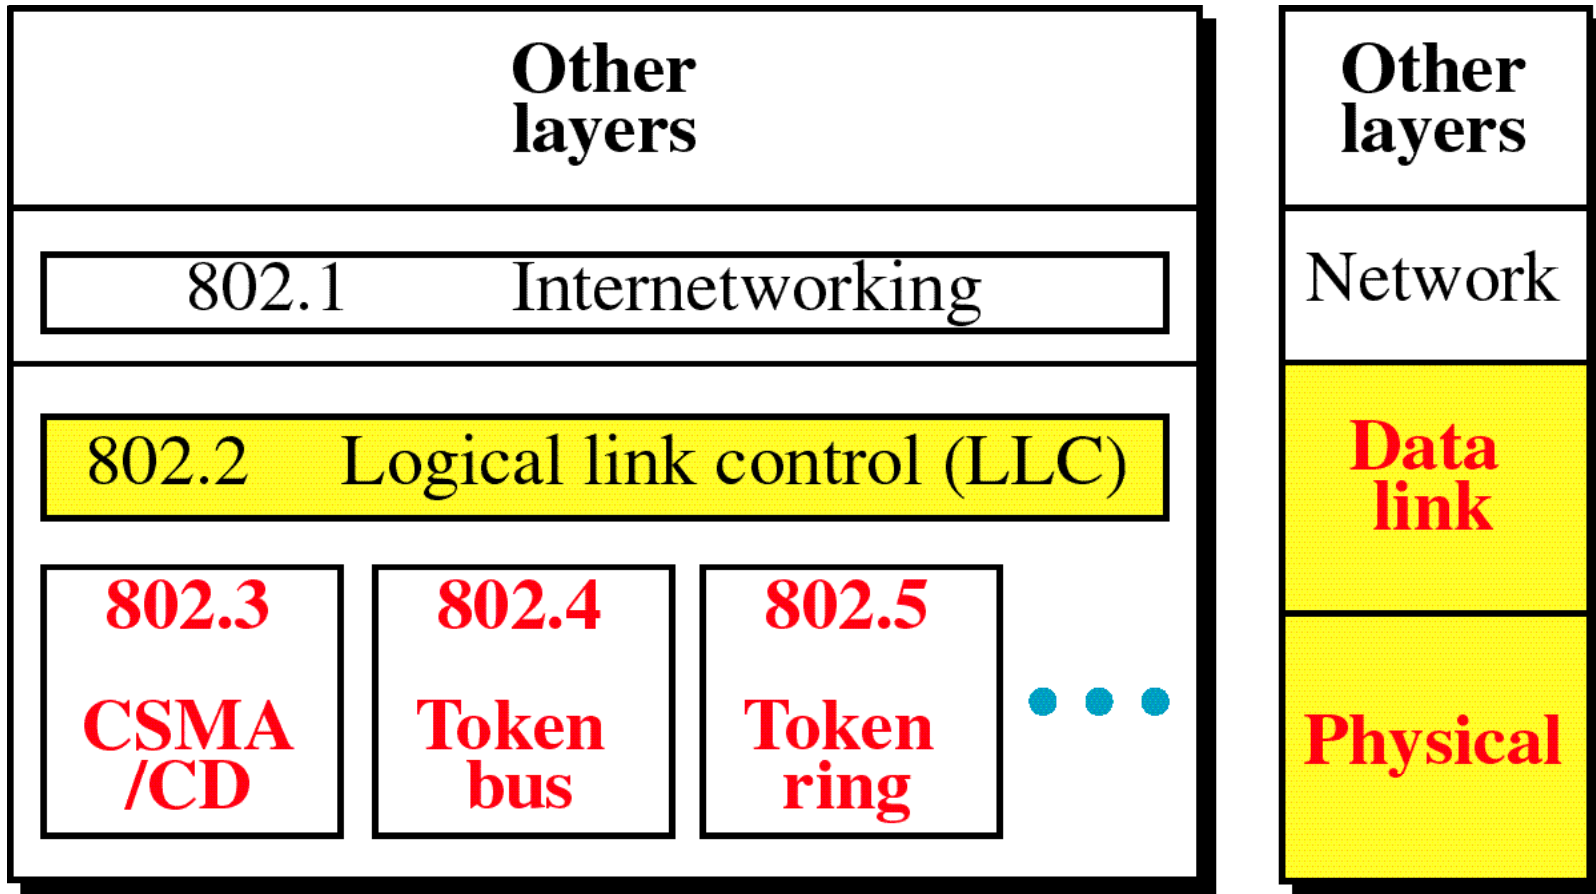 Other
layers
802.1 Internetworking
802.2 Logical link control (LLC)
802.3
CSMA
/CD
802.4
Token
bus
802.5
Token
ring
Other
layers
Network
Data
link
Physical